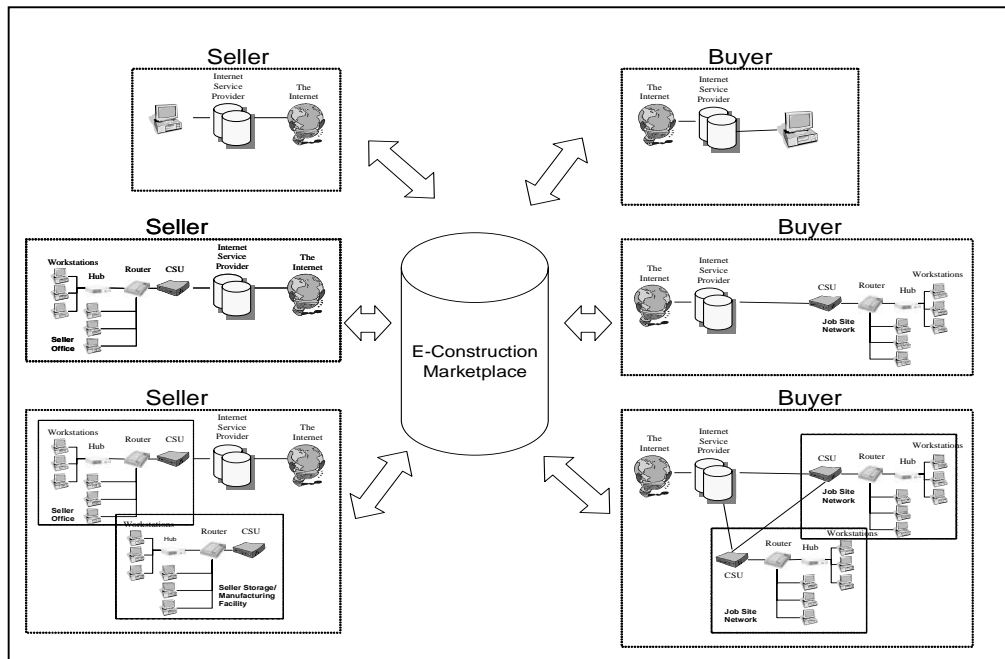 Seller
Internet
Service
Provider
The
Internet
Buyer
The
Internet
Internet
Service
Provider
Seller
Workstations
Hub
Router
CSU
Internet
Service
Provider
The
Internet
Seller
Office
Buyer
The
Internet
Internet
Service
Provider
CSU
Router
Hub
Workstations
Job Site
Network
E-Construction
Marketplace
Seller
Workstations
Hub
Router
CSU
Internet
Service
Provider
The
Internet
Seller
Office
Workstations
Hub
Router
CSU
Seller Storage/
Manufacturing
Facility
Buyer
The
Internet
Internet
Service
Provider
CSU
Router
Hub
Workstations
Job Site
Network
CSU
Router
Hub
Workstations
Job Site
Network